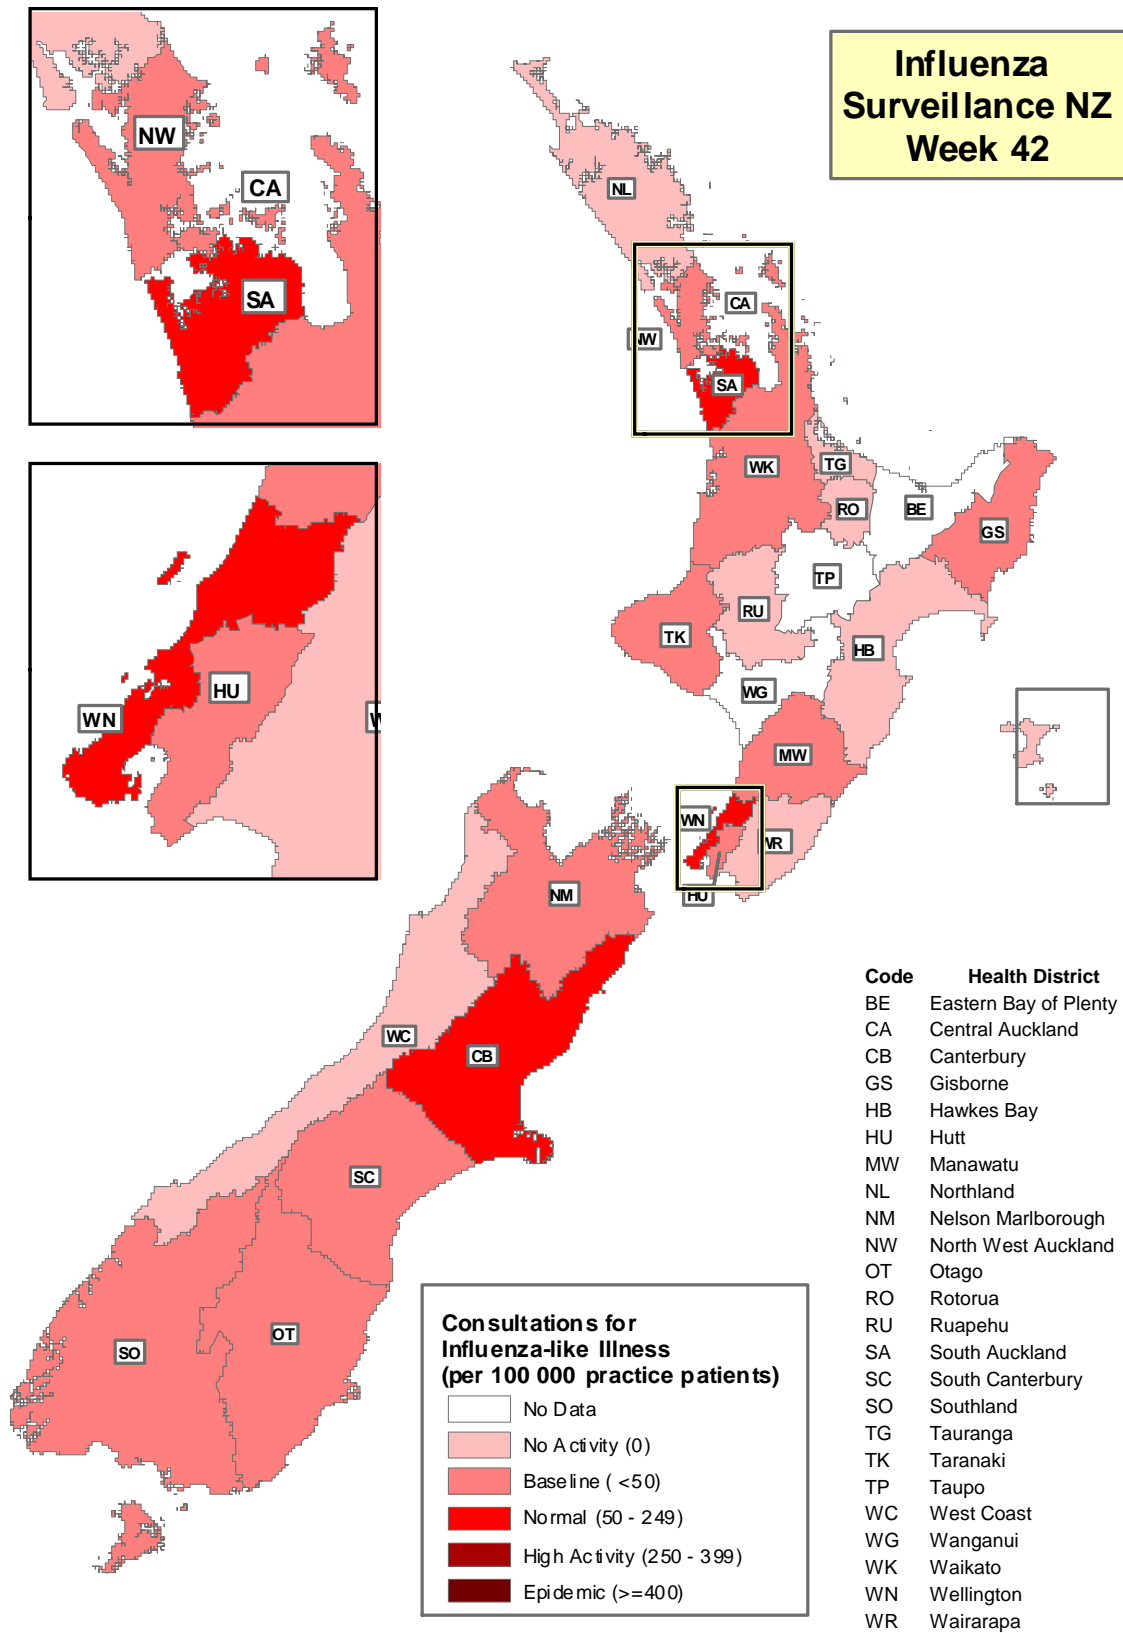 Influenza
Surveillance NZ
Week 42
NW
CA
SA
NL
CA
NW
SA
WK
TG
RO
BE
GS
TP
RU
TK
HB
WG
MW
WN
HU
W
WN
WR
HU
NM
WC
CB
SC
SO
OT
Consultations for
Influenza-like Illness
(per 100 000 practice patients)
No Data
No Activity (0)
Baseline ( <50)
Normal (50 - 249)
High Activity (250 - 399)
Epidemic (>=400)
Code Health District
BE Eastern Bay of Plenty
CA Central Auckland
CB Canterbury
GS Gisborne
HB Hawkes Bay
HU Hutt
MW Manawatu
NL Northland
NM Nelson Marlborough
NW North West Auckland
OT Otago
RO Rotorua
RU Ruapehu
SA South Auckland
SC South Canterbury
SO Southland
TG Tauranga
TK Taranaki
TP Taupo
WC West Coast
WG Wanganui
WK Waikato
WN Wellington
WR Wairarapa